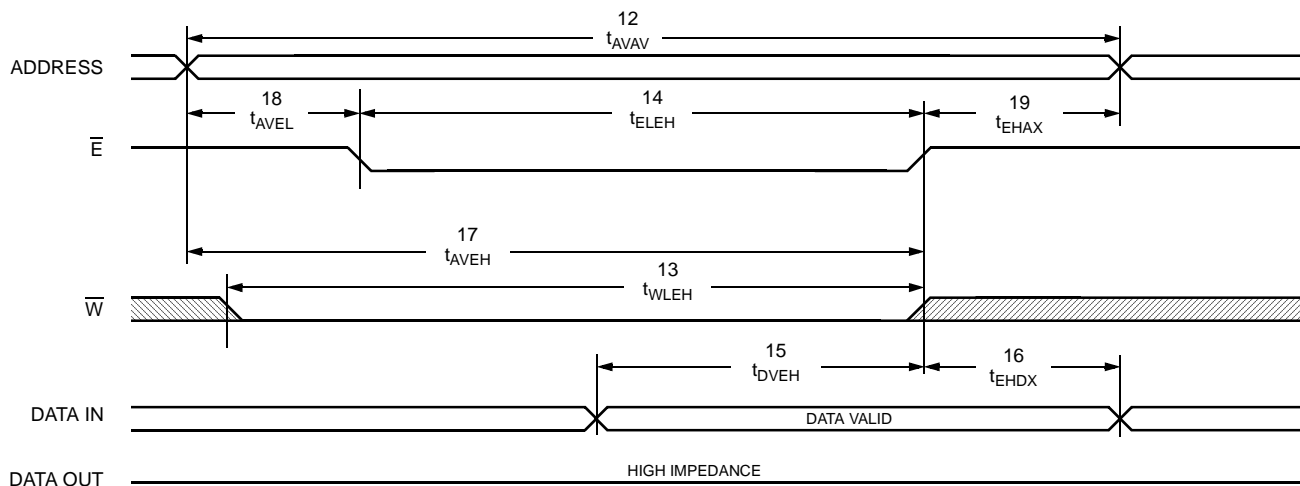 12
tAVAV
ADDRESS
18
tAVEL
14
tELEH
19
tEHAX
E̅
17
tAVEH
13
tWLEH
W̅
15
tDVEH
16
tEHDX
DATA IN
DATA VALID
DATA OUT
HIGH IMPEDANCE